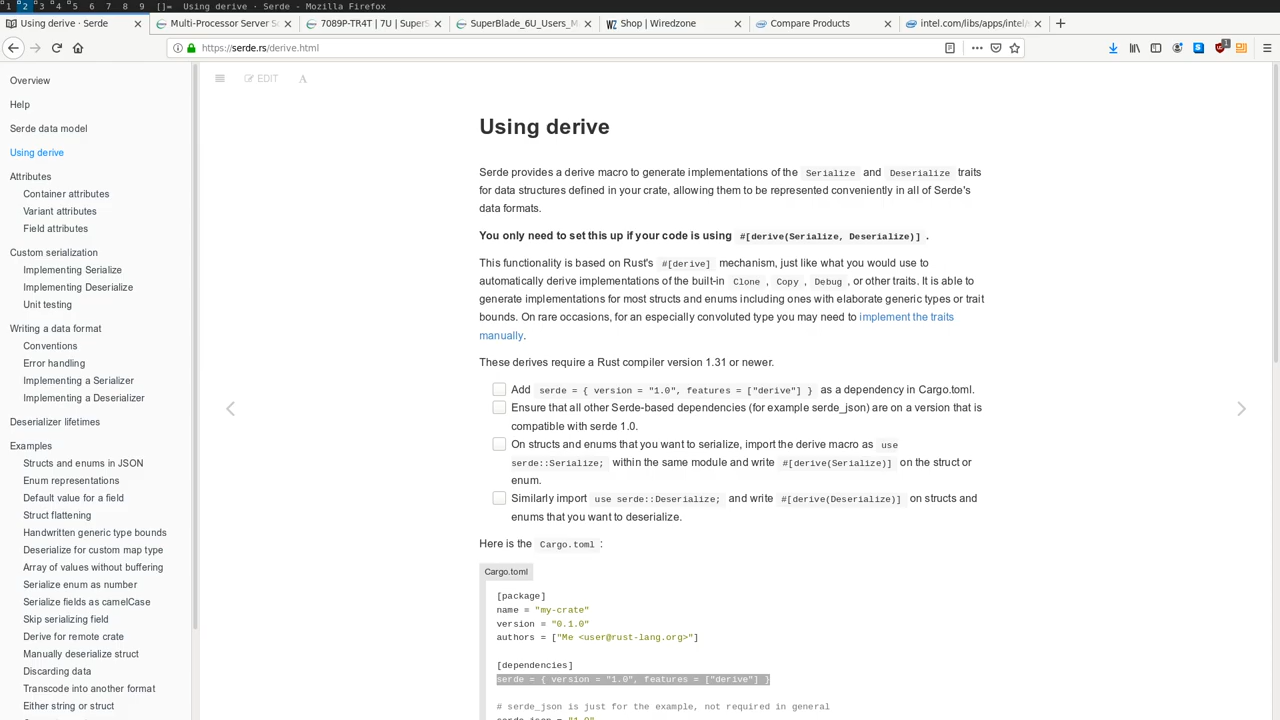 1 2 3 4 5 6 7 8 9 []= Using derive · Serde - Mozilla Firefox
Using derive · Serde
Multi-Processor Server S
7089P-TR4T | 7U | SuperS
SuperBlade_6U_Users_M
Shop | Wiredzone
Compare Products
intel.com/libs/apps/intel/
https://serde.rs/derive.html
1
Overview
Help
Serde data model
Using derive
Attributes
Container attributes
Variant attributes
Field attributes
Custom serialization
Implementing Serialize
Implementing Deserialize
Unit testing
Writing a data format
Conventions
Error handling
Implementing a Serializer
Implementing a Deserializer
Deserializer lifetimes
Examples
Structs and enums in JSON
Enum representations
Default value for a field
Struct flattening
Handwritten generic type bounds
Deserialize for custom map type
Array of values without buffering
Serialize enum as number
Serialize fields as camelCase
Skip serializing field
Derive for remote crate
Manually deserialize struct
Discarding data
Transcode into another format
Either string or struct
EDIT A
Using derive
Serde provides a derive macro to generate implementations of the Serialize and Deserialize traits
for data structures defined in your crate, allowing them to be represented conveniently in all of Serde's
data formats.
You only need to set this up if your code is using #[derive(Serialize, Deserialize)] .
This functionality is based on Rust's #[derive] mechanism, just like what you would use to
automatically derive implementations of the built-in Clone , Copy , Debug , or other traits. It is able to
generate implementations for most structs and enums including ones with elaborate generic types or trait
bounds. On rare occasions, for an especially convoluted type you may need to implement the traits
manually.
These derives require a Rust compiler version 1.31 or newer.
Add serde = { version = "1.0", features = ["derive"] } as a dependency in Cargo.toml.
Ensure that all other Serde-based dependencies (for example serde_json) are on a version that is
compatible with serde 1.0.
On structs and enums that you want to serialize, import the derive macro as use
serde::Serialize; within the same module and write #[derive(Serialize)] on the struct or
enum.
Similarly import use serde::Deserialize; and write #[derive(Deserialize)] on structs and
enums that you want to deserialize.
Here is the Cargo.toml :
Cargo.toml
[package]
name = "my-crate"
version = "0.1.0"
authors = ["Me <user@rust-lang.org>"]
[dependencies]
serde = { version = "1.0", features = ["derive"] }
# serde_json is just for the example, not required in general
serde_json = "1.0"